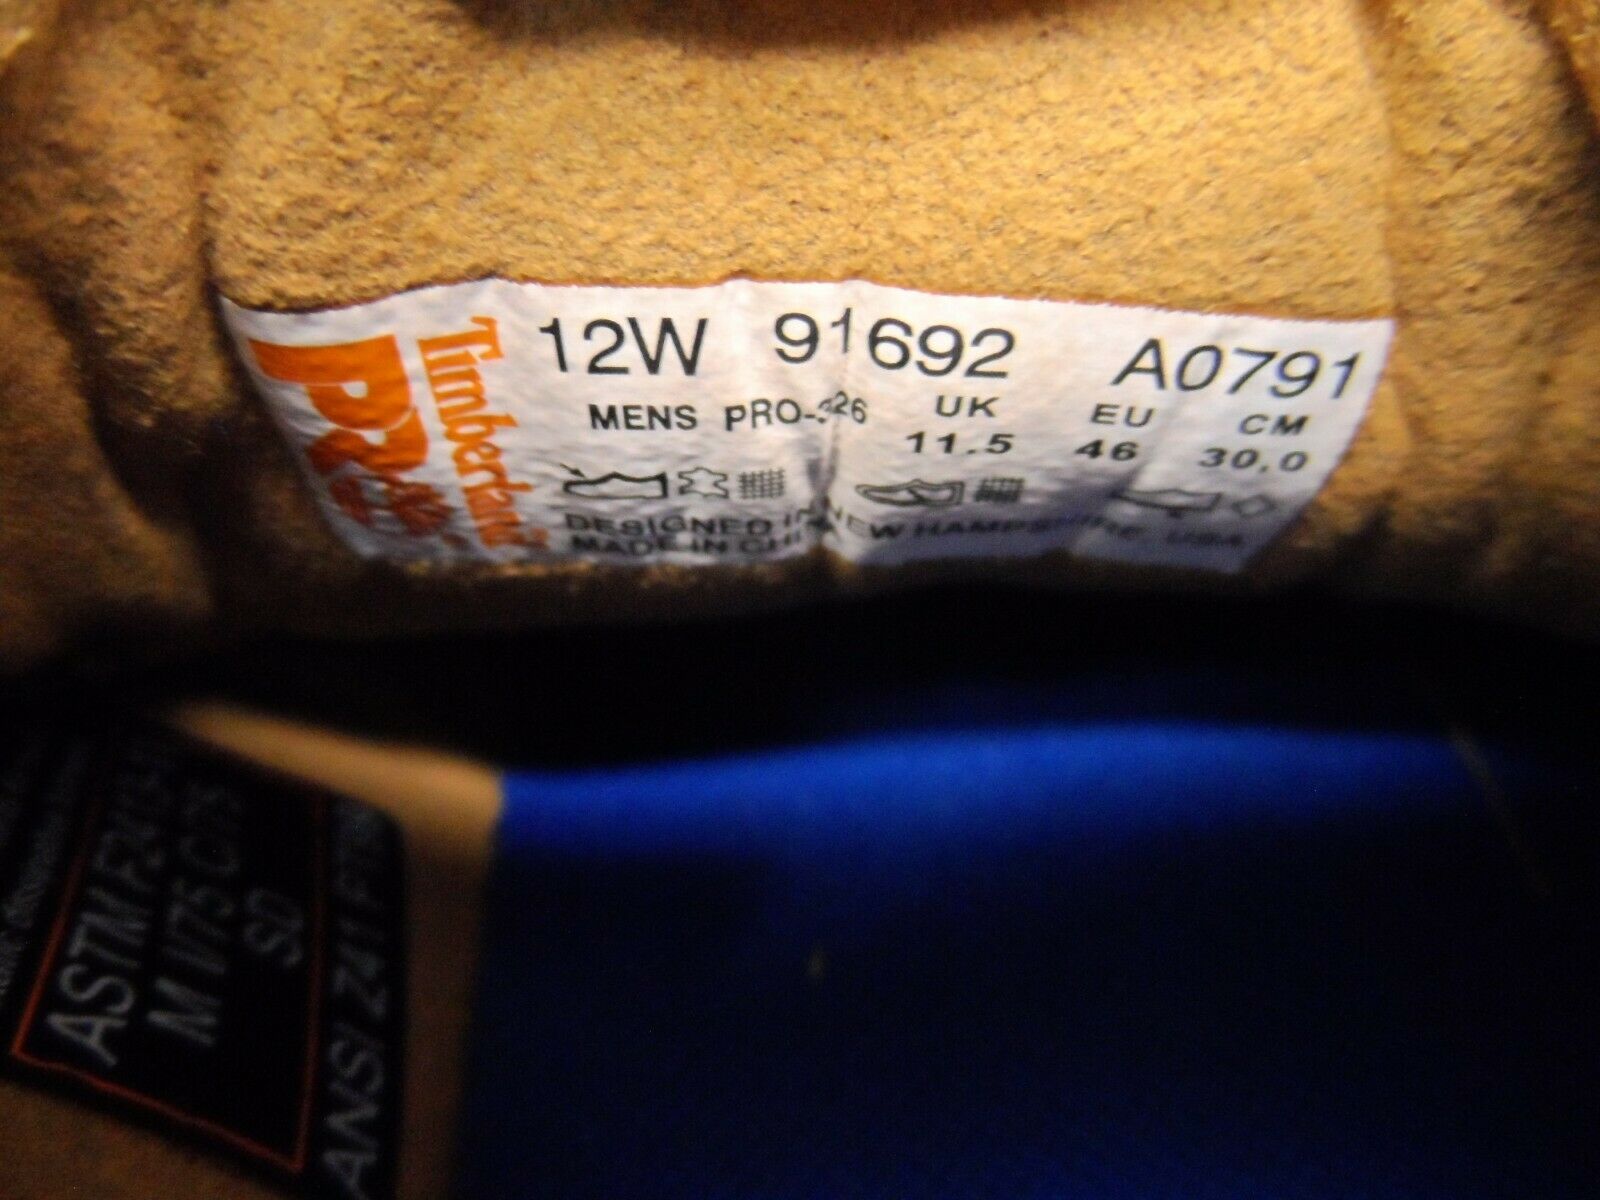 Timberland
PRO
12W 91692 A0791
MENS PRO-326 UK EU CM
11.5 46 30.0
DESIGNED IN NEW HAMPSHIRE USA
MADE IN CHINA
ASTM F2413
M I/75 C/75
SD
ANSI Z41 PT99